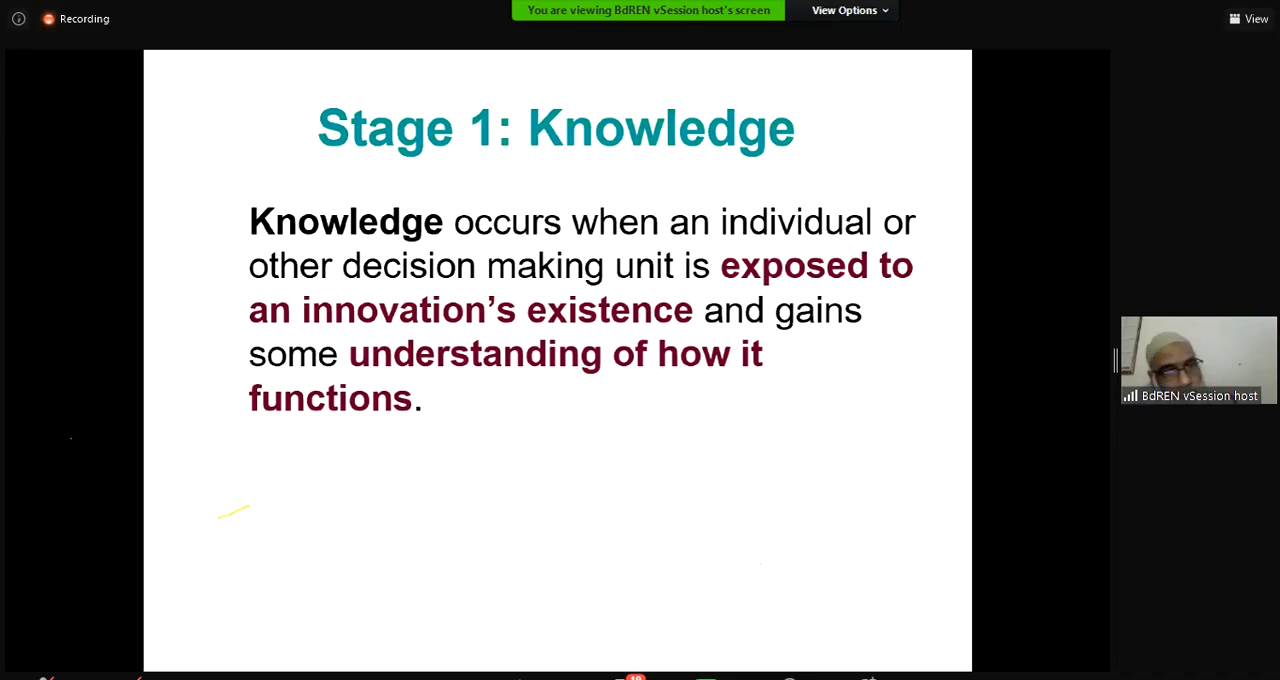 Recording
You are viewing BdREN vSession host's screen
View Options
View
Stage 1: Knowledge
Knowledge occurs when an individual or
other decision making unit is exposed to
an innovation’s existence and gains
some understanding of how it
functions.
BdREN vSession host
19